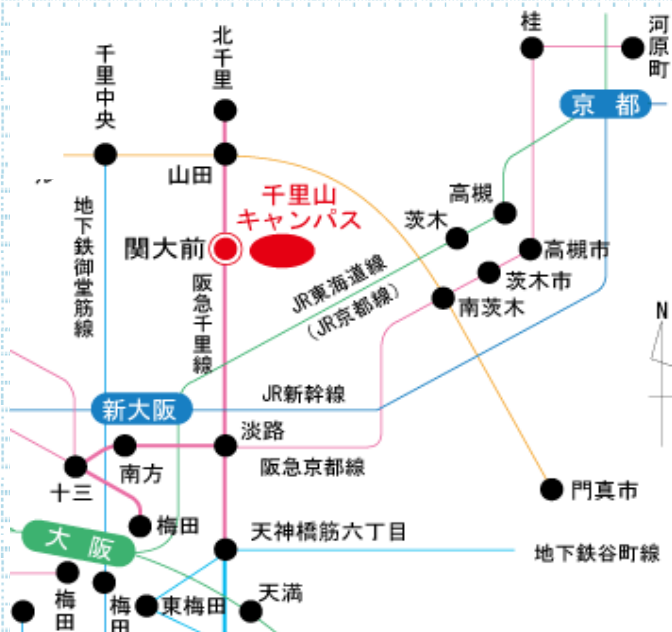 北千里
千里中央
桂
河原町
京都
山田
千里山
キャンパス
高槻
茨木
関大前
高槻市
茨木市
南茨木
地下鉄御堂筋線
阪急千里線
JR東海道線
(JR京都線)
N
JR新幹線
新大阪
淡路
南方
阪急京都線
十三
門真市
梅田
天神橋筋六丁目
大阪
地下鉄谷町線
梅田
梅田
東梅田
天満